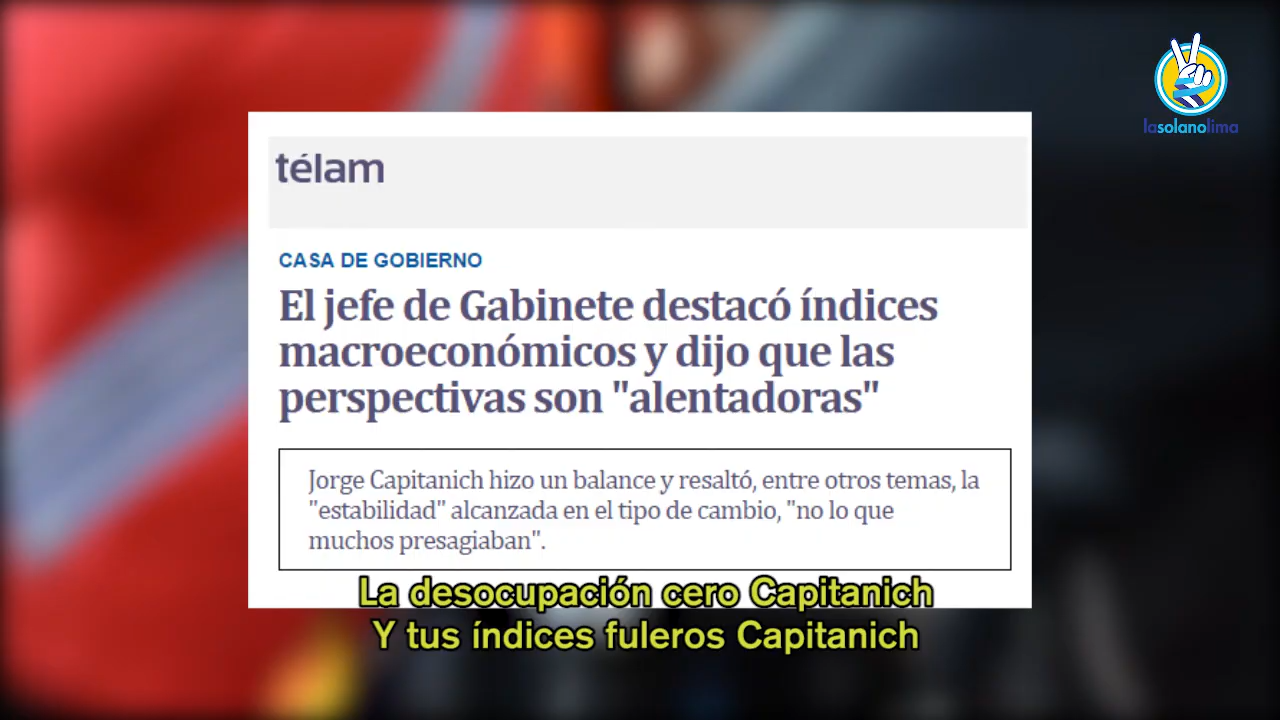 lasolanolima
télam
CASA DE GOBIERNO
El jefe de Gabinete destacó índices
macroeconómicos y dijo que las
perspectivas son "alentadoras"
Jorge Capitanich hizo un balance y resaltó, entre otros temas, la
"estabilidad" alcanzada en el tipo de cambio, "no lo que
muchos presagiaban".
La desocupación cero Capitanich
Y tus índices fuleros Capitanich